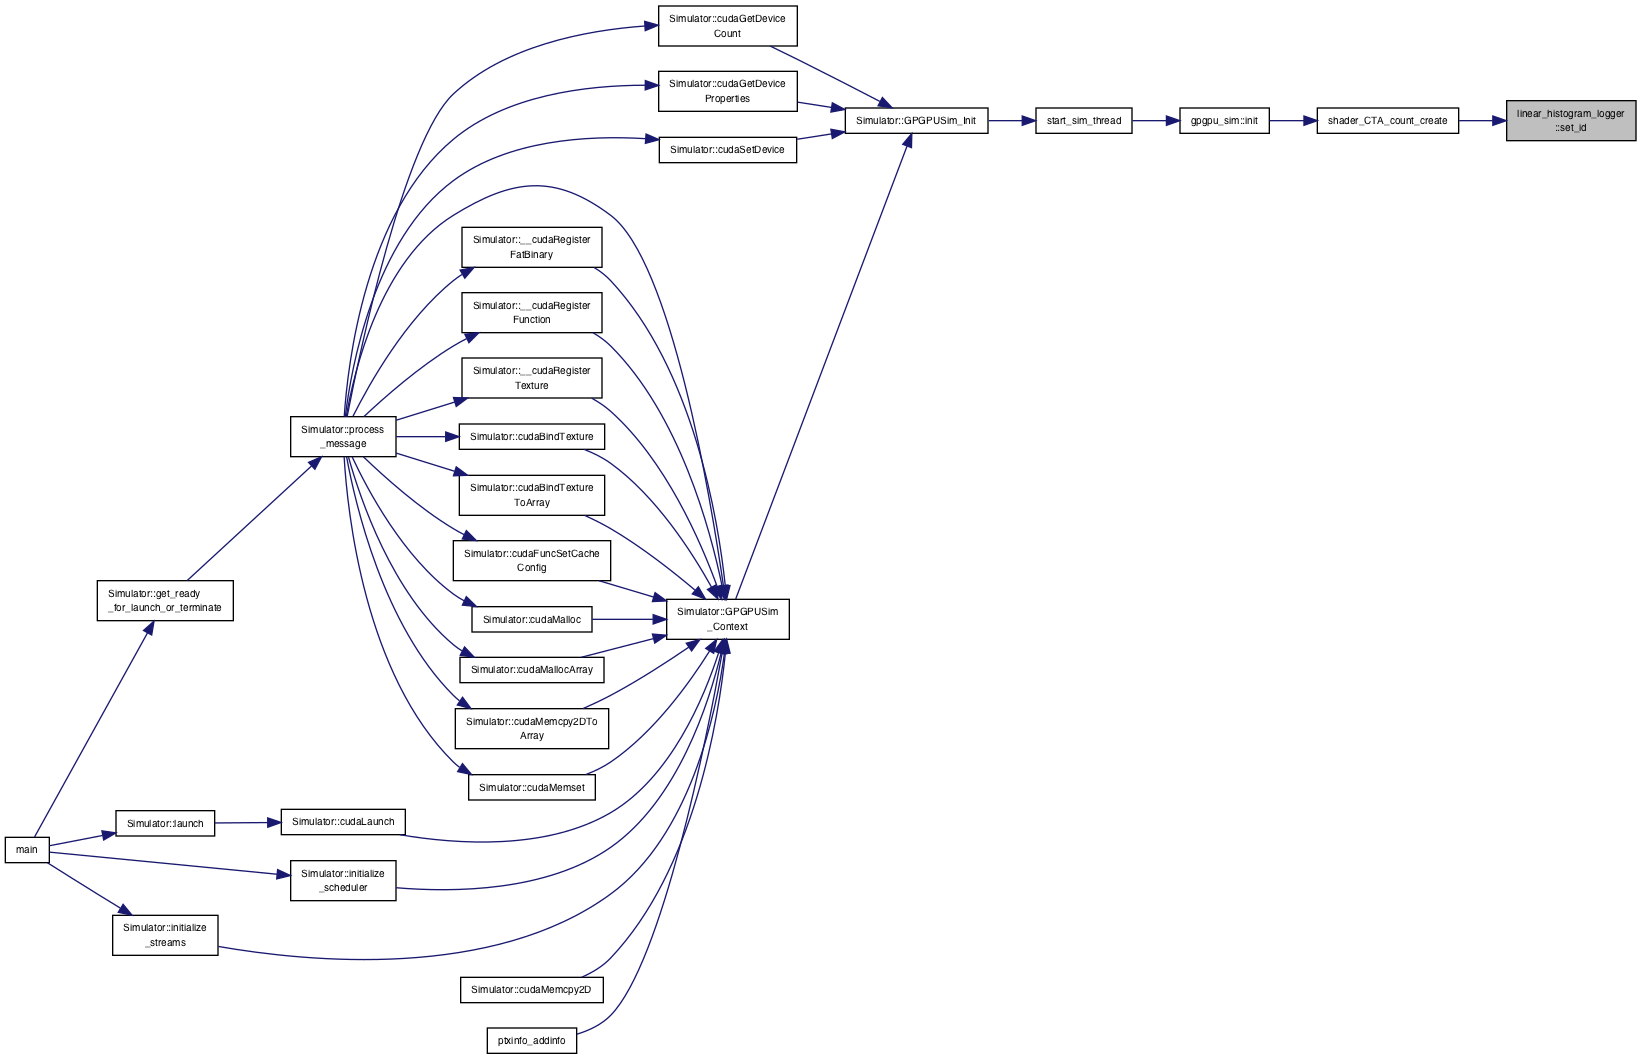 Simulator::cudaGetDevice
Count
Simulator::cudaGetDevice
Properties
Simulator::cudaSetDevice
Simulator::GPGPUSim_Init
start_sim_thread
gpgpu_sim::init
shader_CTA_count_create
linear_histogram_logger
::set_id
Simulator::__cudaRegister
FatBinary
Simulator::__cudaRegister
Function
Simulator::__cudaRegister
Texture
Simulator::process
_message
Simulator::cudaBindTexture
Simulator::cudaBindTexture
ToArray
Simulator::cudaFuncSetCache
Config
Simulator::get_ready
_for_launch_or_terminate
Simulator::cudaMalloc
Simulator::GPGPUSim
_Context
Simulator::cudaMallocArray
Simulator::cudaMemcpy2DTo
Array
Simulator::cudaMemset
Simulator::launch
Simulator::cudaLaunch
main
Simulator::initialize
_scheduler
Simulator::initialize
_streams
Simulator::cudaMemcpy2D
ptxinfo_addinfo